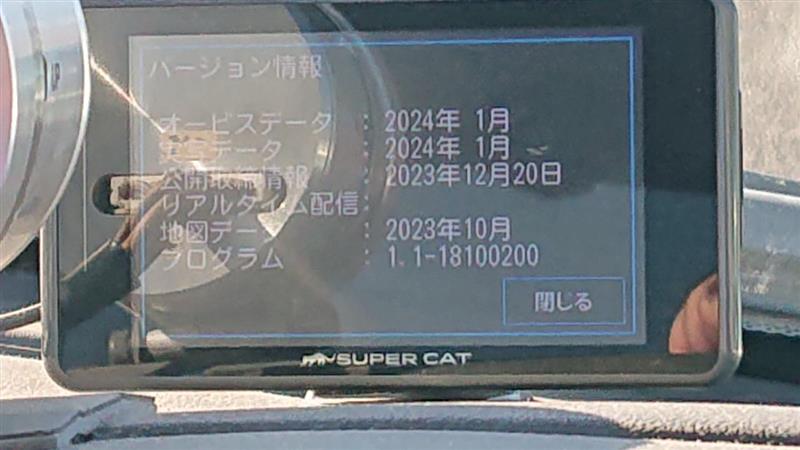 バージョン情報
オービスデータ : 2024年 1月
データ : 2024年 1月
公開取締情報 : 2023年12月20日
リアルタイム配信:
地図データ : 2023年10月
プログラム : 1.1-18100200
閉じる
SUPER CAT
UP